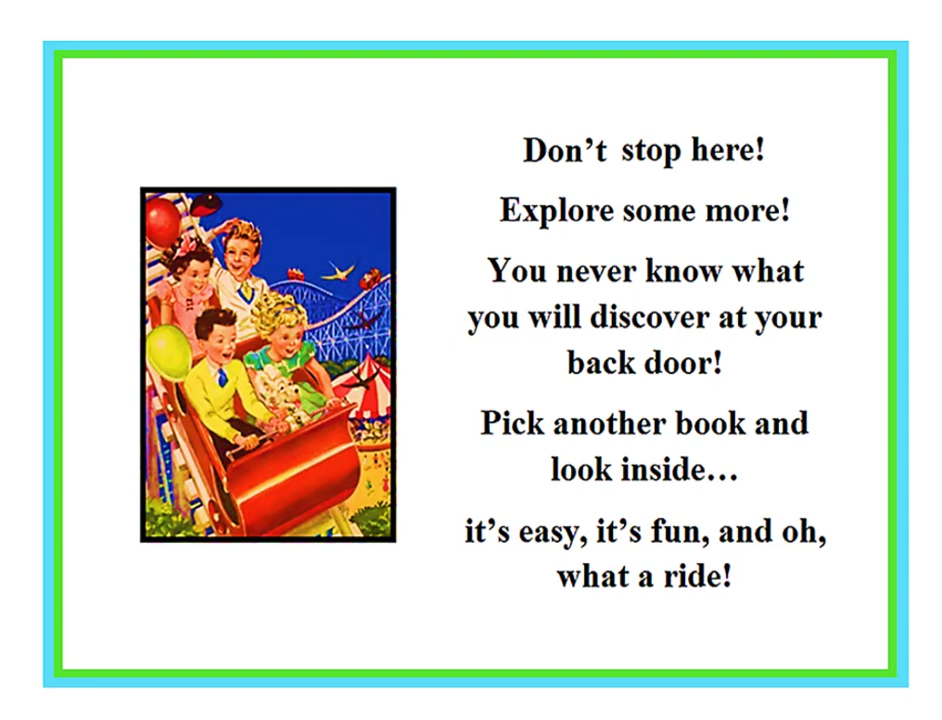 Don’t stop here!
Explore some more!
You never know what
you will discover at your
back door!
Pick another book and
look inside…
it’s easy, it’s fun, and oh,
what a ride!